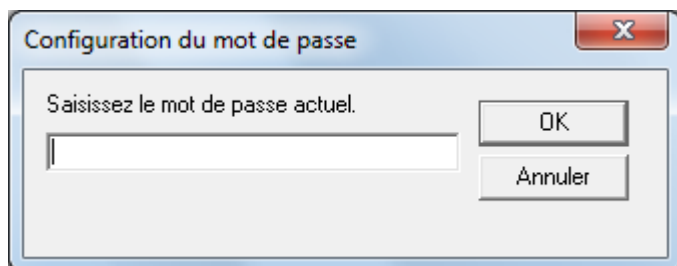 Configuration du mot de passe
Saisissez le mot de passe actuel.
OK
Annuler